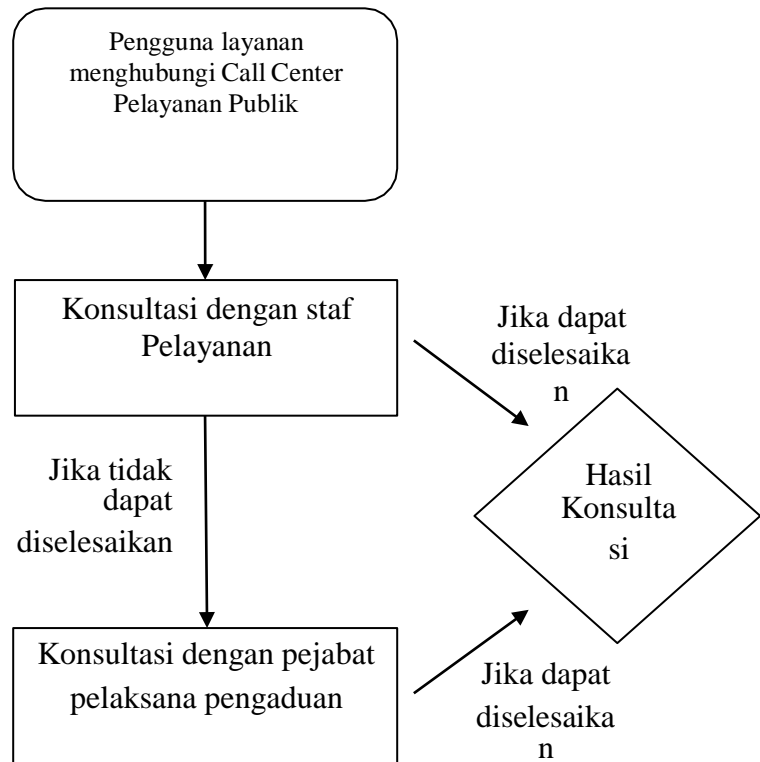 Pengguna layanan
menghubungi Call Center
Pelayanan Publik
Konsultasi dengan staf
Pelayanan
Jika dapat
diselesaika
n
Jika tidak
dapat
diselesaikan
Hasil
Konsulta
si
Konsultasi dengan pejabat
pelaksana pengaduan
Jika dapat
diselesaika
n